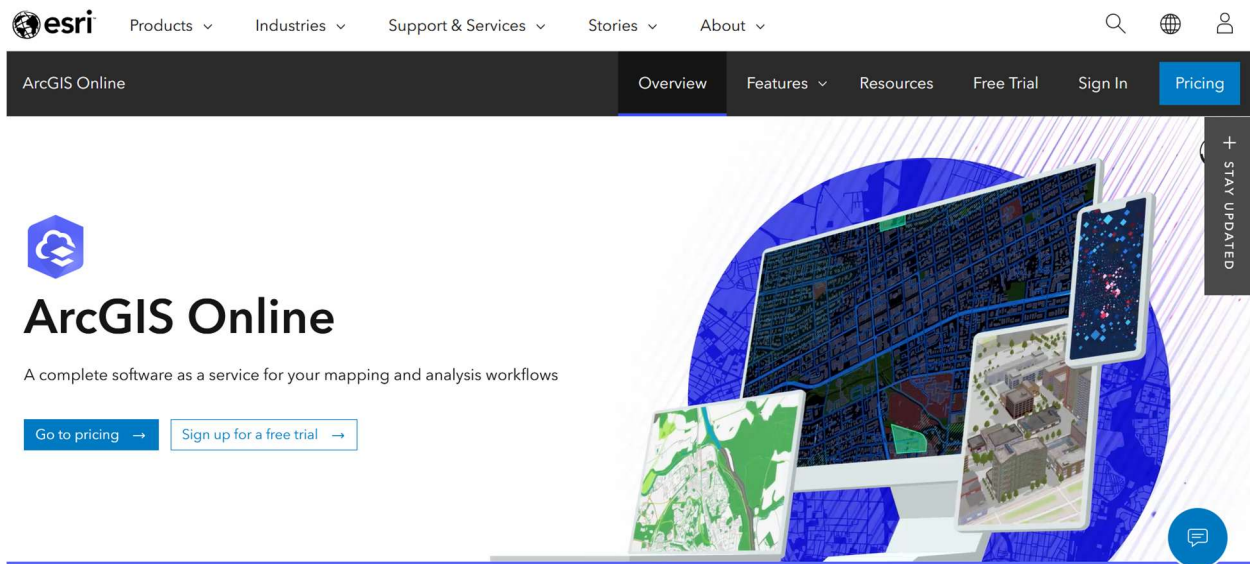 esri
Products
Industries
Support & Services
Stories
About
ArcGIS Online
Overview
Features
Resources
Free Trial
Sign In
Pricing
+ STAY UPDATED
ArcGIS Online
A complete software as a service for your mapping and analysis workflows
Go to pricing →
Sign up for a free trial →